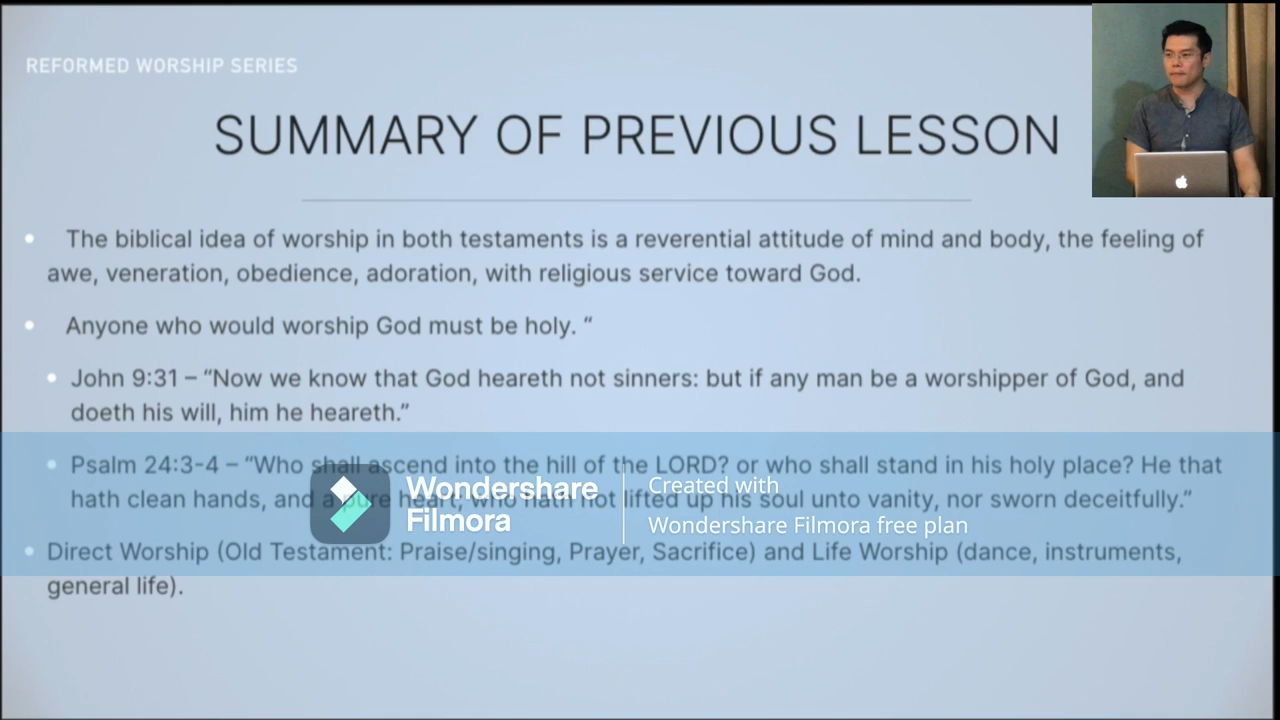 REFORMED WORSHIP SERIES
SUMMARY OF PREVIOUS LESSON
The biblical idea of worship in both testaments is a reverential attitude of mind and body, the feeling of
awe, veneration, obedience, adoration, with religious service toward God.
Anyone who would worship God must be holy. “
John 9:31 – “Now we know that God heareth not sinners: but if any man be a worshipper of God, and
doeth his will, him he heareth.”
Psalm 24:3-4 – “Who shall ascend into the hill of the LORD? or who shall stand in his holy place? He that
hath clean hands, and a pure heart; who hath not lifted up his soul unto vanity, nor sworn deceitfully.”
Wondershare
Filmora
Created with
Wondershare Filmora free plan
Direct Worship (Old Testament: Praise/singing, Prayer, Sacrifice) and Life Worship (dance, instruments,
general life).